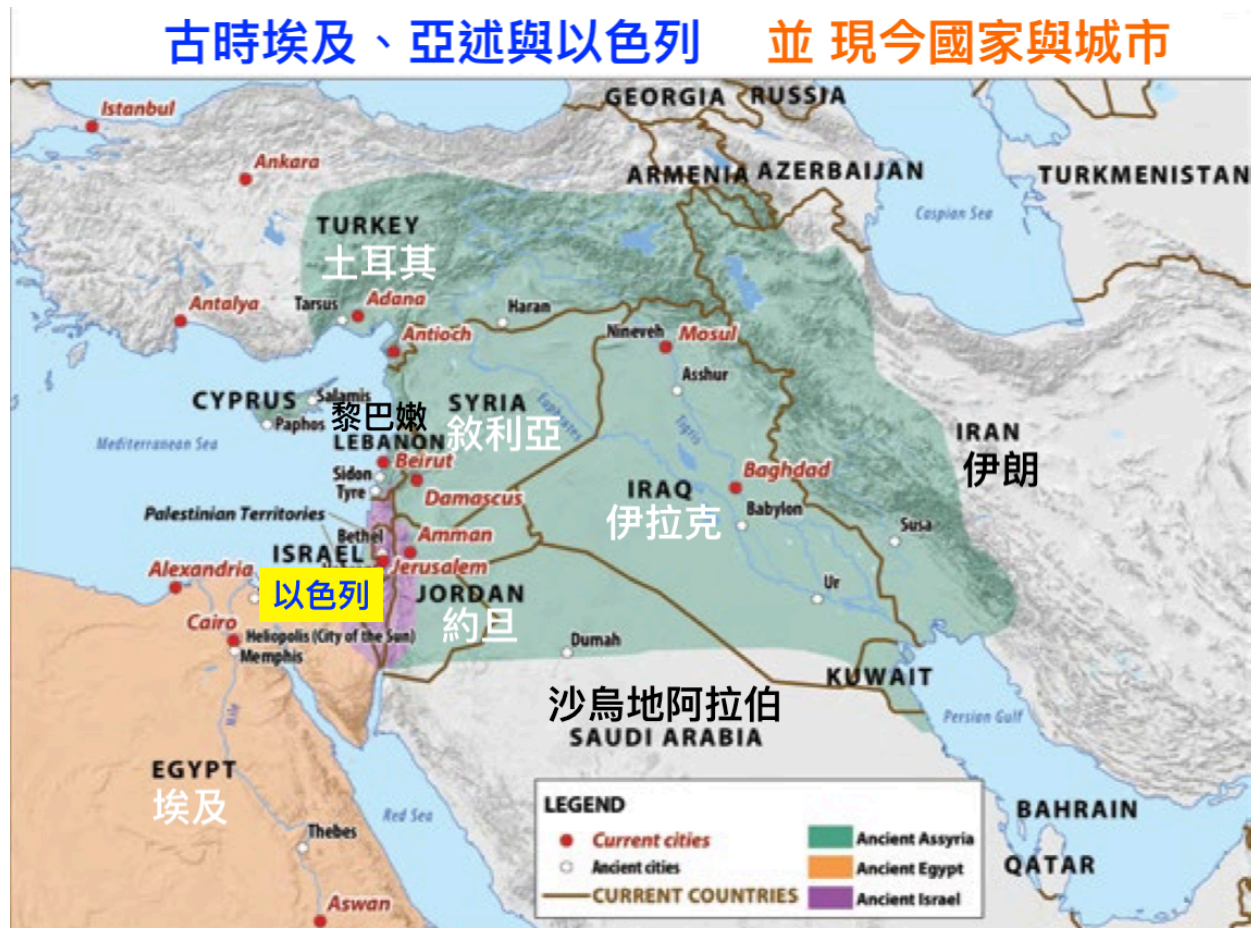 古時埃及、亞述與以色列 並 現今國家與城市
GEORGIA
RUSSIA
Istanbul
Ankara
ARMENIA
AZERBAIJAN
TURKMENISTAN
Caspian Sea
TURKEY
土耳其
Antalya
Tarsus
Adana
Haran
Antioch
Nineveh
Mosul
Asshur
CYPRUS
Salamis
Paphos
黎巴嫩
LEBANON
SYRIA
敘利亞
Euphrates
Tigris
IRAN
伊朗
Mediterranean Sea
Beirut
Sidon
Tyre
Damascus
Baghdad
IRAQ
伊拉克
Babylon
Susa
Palestinian Territories
Bethel
Amman
ISRAEL
Jerusalem
以色列
Alexandria
JORDAN
約旦
Ur
Cairo
Heliopolis (City of the Sun)
Memphis
Dumah
KUWAIT
沙烏地阿拉伯
SAUDI ARABIA
Persian Gulf
Nile
EGYPT
埃及
Red Sea
Thebes
Aswan
BAHRAIN
QATAR
LEGEND
Current cities
Ancient cities
CURRENT COUNTRIES
Ancient Assyria
Ancient Egypt
Ancient Israel